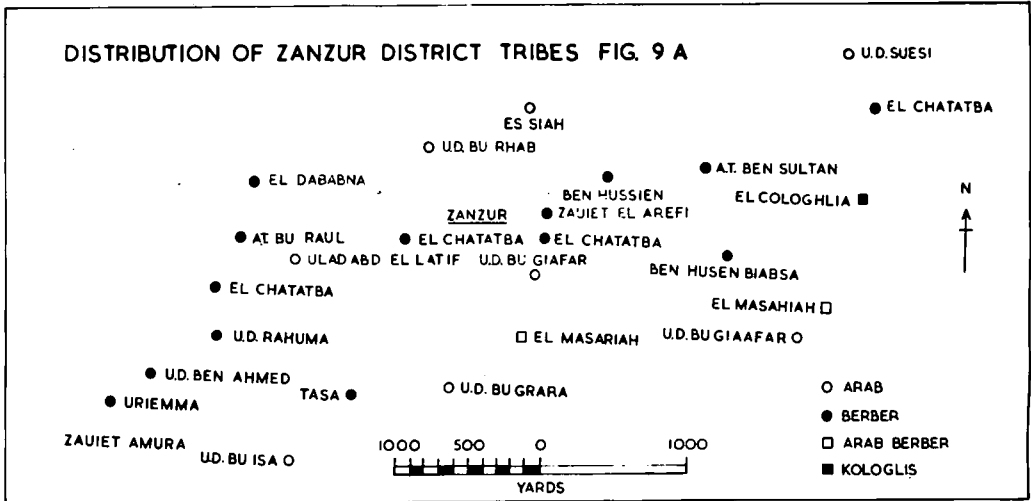 DISTRIBUTION OF ZANZUR DISTRICT TRIBES FIG. 9 A
U.D. SUESI
EL CHATATBA
ES SIAH
U.D. BU RHAB
A.T. BEN SULTAN
EL DABABNA
BEN HUSSIEN
EL COLOGHLIA
N
ZANZUR
ZAUIET EL AREFI
A.T. BU RAUL
EL CHATATBA
EL CHATATBA
ULAD ABD EL LATIF
U.D. BU GIAFAR
BEN HUSEN BIABSA
EL CHATATBA
EL MASAHIAH
U.D. RAHUMA
EL MASARIAH
U.D. BU GIAAFAR
U.D. BEN AHMED
TASA
U.D. BU GRARA
ARAB
URIEMMA
BERBER
ZAUIET AMURA
U.D. BU ISA
1000 500 0 1000
YARDS
ARAB BERBER
KOLOGLIS